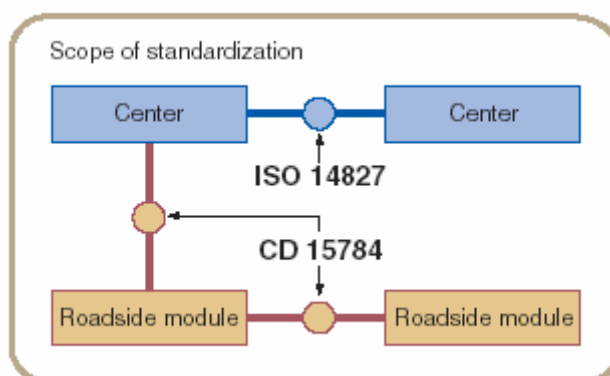 Scope of standardization
Center
Center
ISO 14827
CD 15784
Roadside module
Roadside module